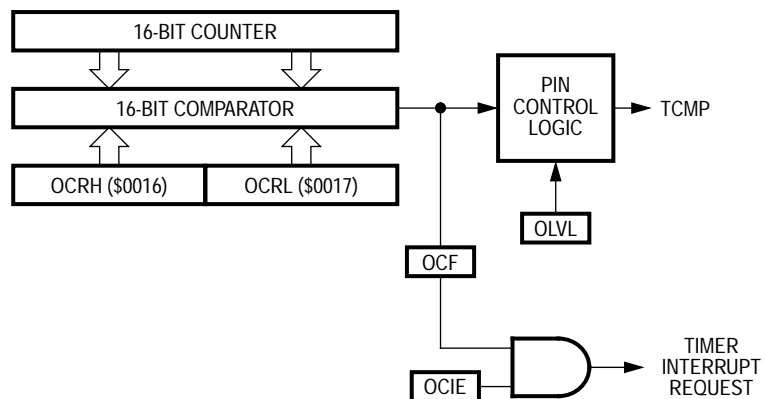 16-BIT COUNTER
16-BIT COMPARATOR
OCRH ($0016)
OCRL ($0017)
PIN
CONTROL
LOGIC
TCMP
OLVL
OCF
OCIE
TIMER
INTERRUPT
REQUEST